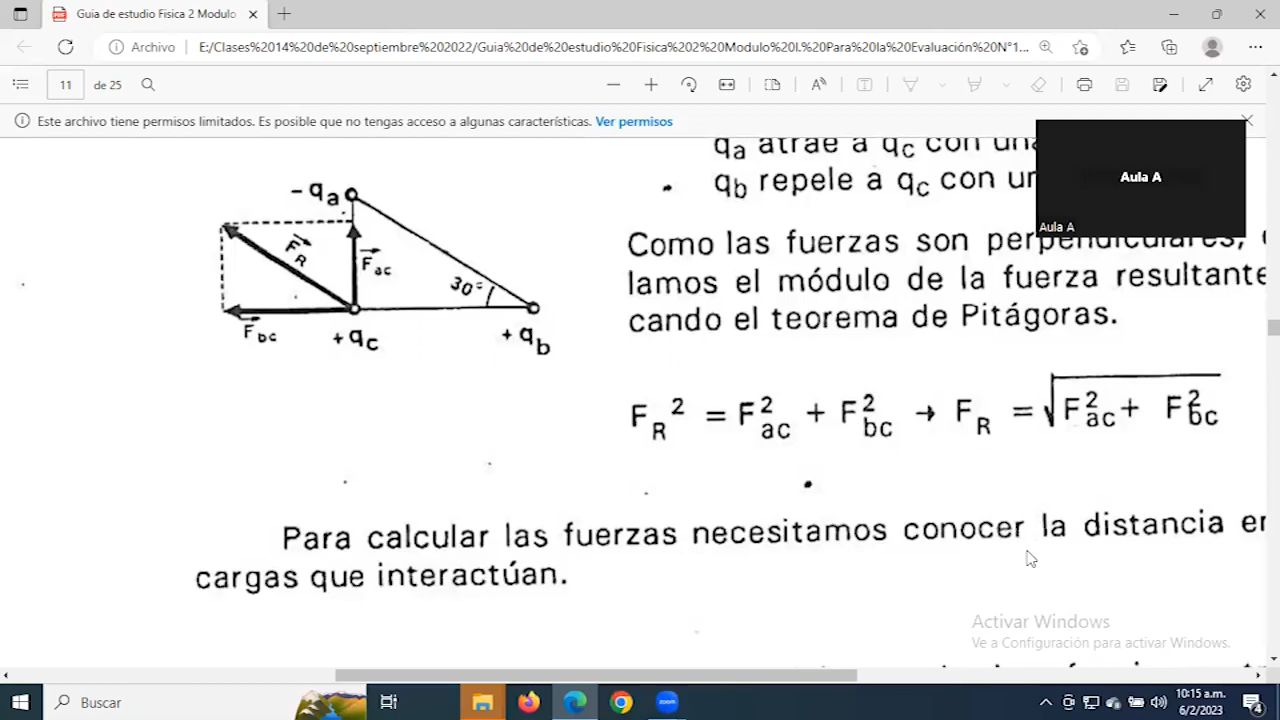 Guia de estudio Fisica 2 Modulo
Archivo
E:/Clases%2014%20de%20septiembre%202022/Guia%20de%20estudio%20Fisica%202%20Modulo%20I.%20Para%20la%20Evaluación%20N°1...
11 de 25
Este archivo tiene permisos limitados. Es posible que no tengas acceso a algunas características. Ver permisos
qa atrae a qc con una
qb repele a qc con un
Aula A
Aula A
Como las fuerzas son perpendiculares,
lamos el módulo de la fuerza resultante
cando el teorema de Pitágoras.
- qa
FR
Fac
30°
Fbc
+ qc
+ qb
FR² = F²ac + F²bc → FR = √F²ac + F²bc
Para calcular las fuerzas necesitamos conocer la distancia en
cargas que interactúan.
Activar Windows
Ve a Configuración para activar Windows.
Buscar
10:15 a.m.
6/2/2023
4